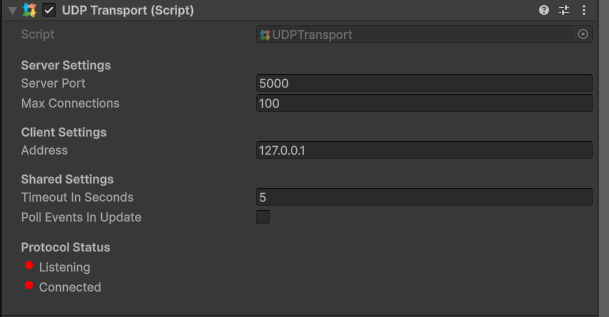 UDP Transport (Script)
Script UDPTransport
Server Settings
Server Port 5000
Max Connections 100
Client Settings
Address 127.0.0.1
Shared Settings
Timeout In Seconds 5
Poll Events In Update
Protocol Status
Listening
Connected